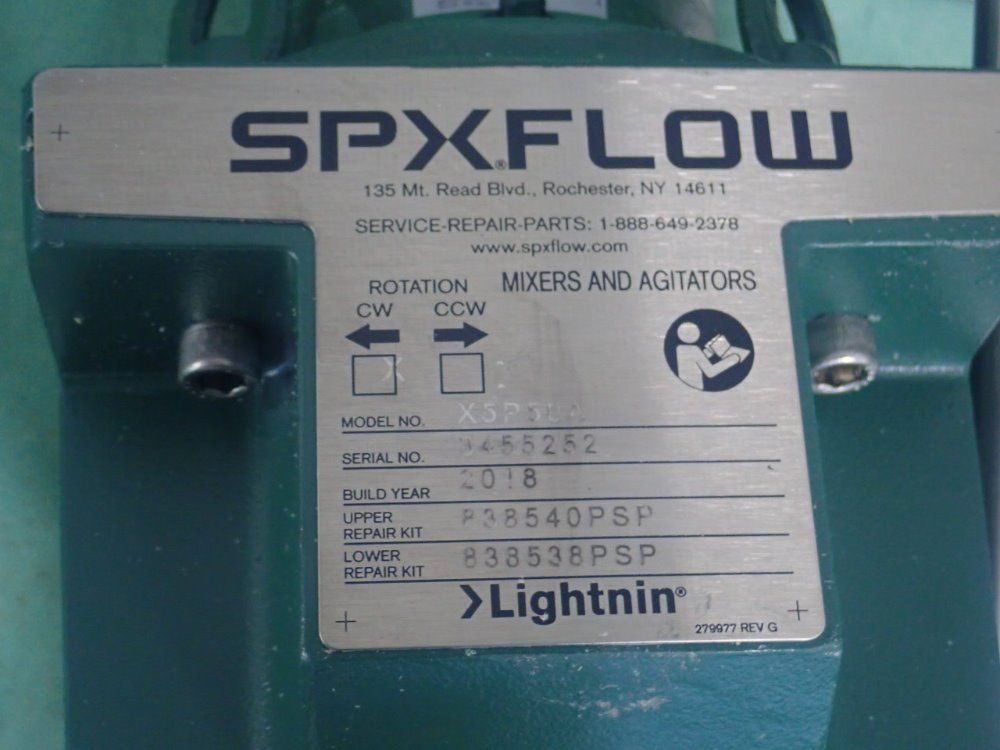 SPXFLOW®
135 Mt. Read Blvd., Rochester, NY 14611
SERVICE-REPAIR-PARTS: 1-888-649-2378
www.spxflow.com
ROTATION MIXERS AND AGITATORS
CW CCW
X
MODEL NO.
SERIAL NO.
BUILD YEAR 2018
UPPER
REPAIR KIT 838540PSP
LOWER
REPAIR KIT 838538PSP
Lightnin®
279977 REV G